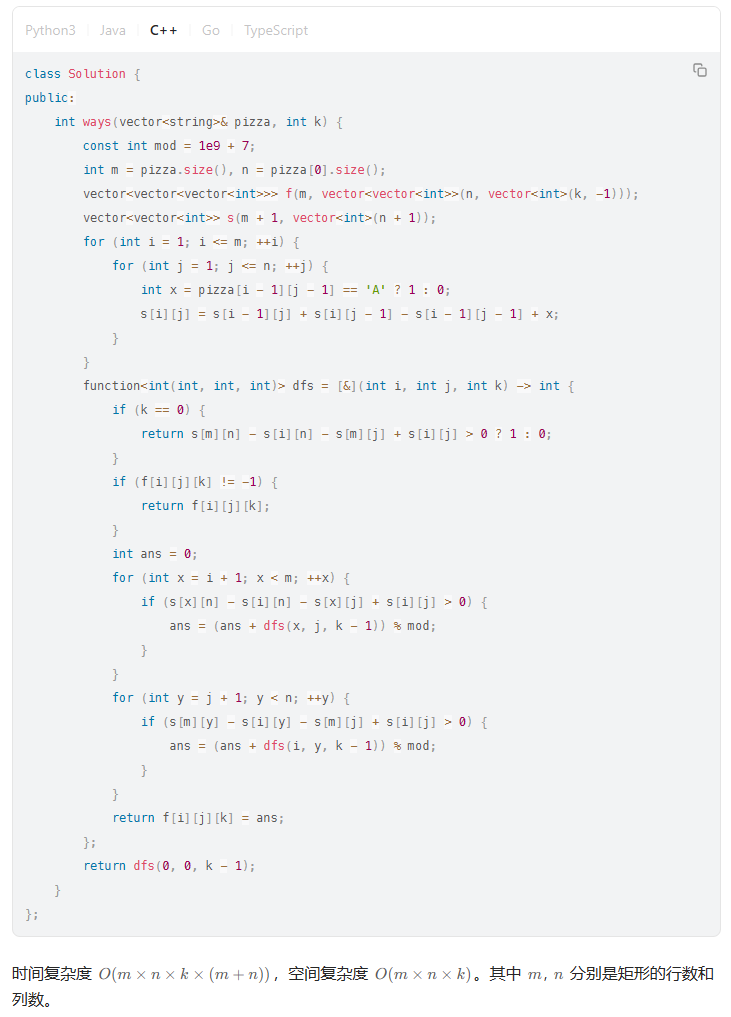 Python3 Java C++ Go TypeScript
class Solution {
public:
    int ways(vector<string>& pizza, int k) {
        const int mod = 1e9 + 7;
        int m = pizza.size(), n = pizza[0].size();
        vector<vector<vector<int>>> f(m, vector<vector<int>>(n, vector<int>(k, -1)));
        vector<vector<int>> s(m + 1, vector<int>(n + 1));
        for (int i = 1; i <= m; ++i) {
            for (int j = 1; j <= n; ++j) {
                int x = pizza[i - 1][j - 1] == 'A' ? 1 : 0;
                s[i][j] = s[i - 1][j] + s[i][j - 1] - s[i - 1][j - 1] + x;
            }
        }
        function<int(int, int, int)> dfs = [&](int i, int j, int k) -> int {
            if (k == 0) {
                return s[m][n] - s[i][n] - s[m][j] + s[i][j] > 0 ? 1 : 0;
            }
            if (f[i][j][k] != -1) {
                return f[i][j][k];
            }
            int ans = 0;
            for (int x = i + 1; x < m; ++x) {
                if (s[x][n] - s[i][n] - s[x][j] + s[i][j] > 0) {
                    ans = (ans + dfs(x, j, k - 1)) % mod;
                }
            }
            for (int y = j + 1; y < n; ++y) {
                if (s[m][y] - s[i][y] - s[m][j] + s[i][j] > 0) {
                    ans = (ans + dfs(i, y, k - 1)) % mod;
                }
            }
            return f[i][j][k] = ans;
        };
        return dfs(0, 0, k - 1);
    }
};
时间复杂度 O(m × n × k × (m + n))，空间复杂度 O(m × n × k)。其中 m, n 分别是矩形的行数和
列数。